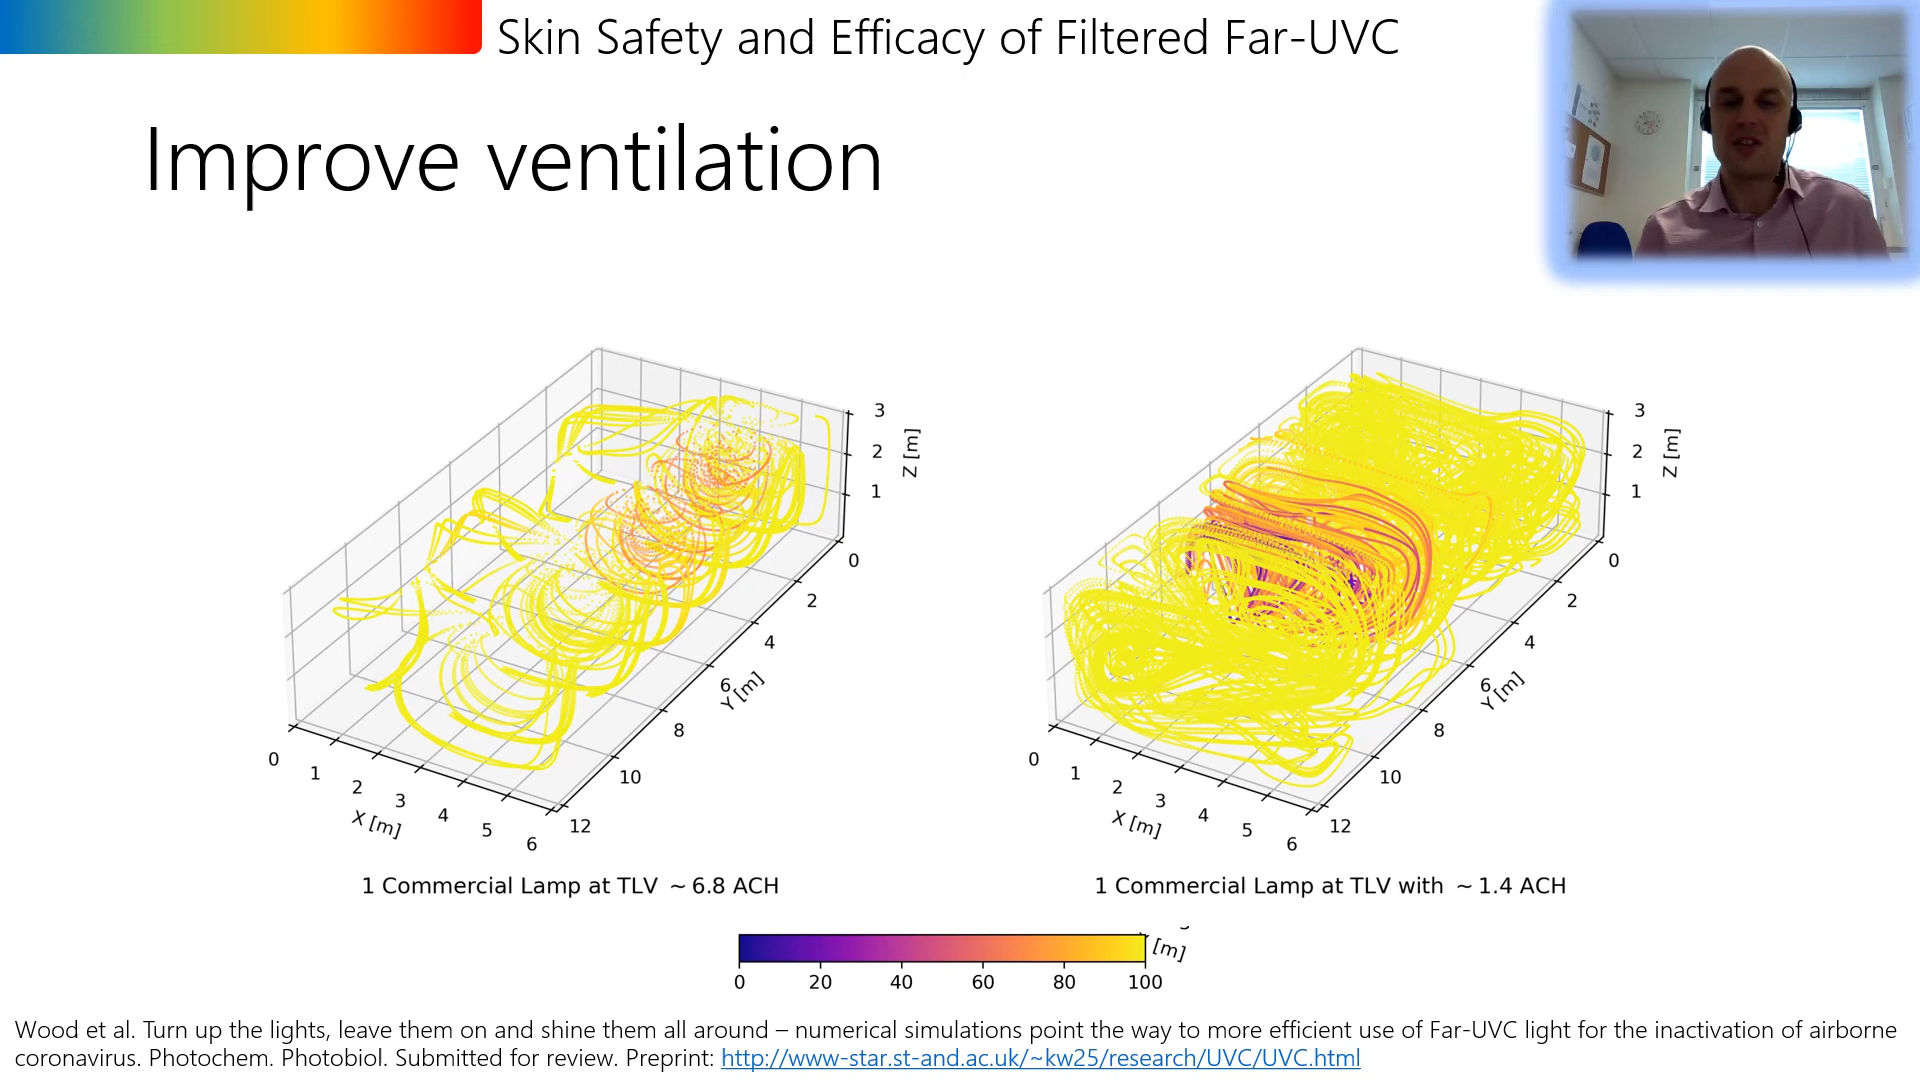 Skin Safety and Efficacy of Filtered Far-UVC
Improve ventilation
3
2
1
Z [m]
0
2
4
6
8
10
12
Y [m]
0
1
2
3
4
5
6
X [m]
1 Commercial Lamp at TLV ~ 6.8 ACH
3
2
1
Z [m]
0
2
4
6
8
10
12
Y [m]
0
1
2
3
4
5
6
X [m]
1 Commercial Lamp at TLV with ~ 1.4 ACH
[m]
0 20 40 60 80 100
Wood et al. Turn up the lights, leave them on and shine them all around – numerical simulations point the way to more efficient use of Far-UVC light for the inactivation of airborne
coronavirus. Photochem. Photobiol. Submitted for review. Preprint: http://www-star.st-and.ac.uk/~kw25/research/UVC/UVC.html